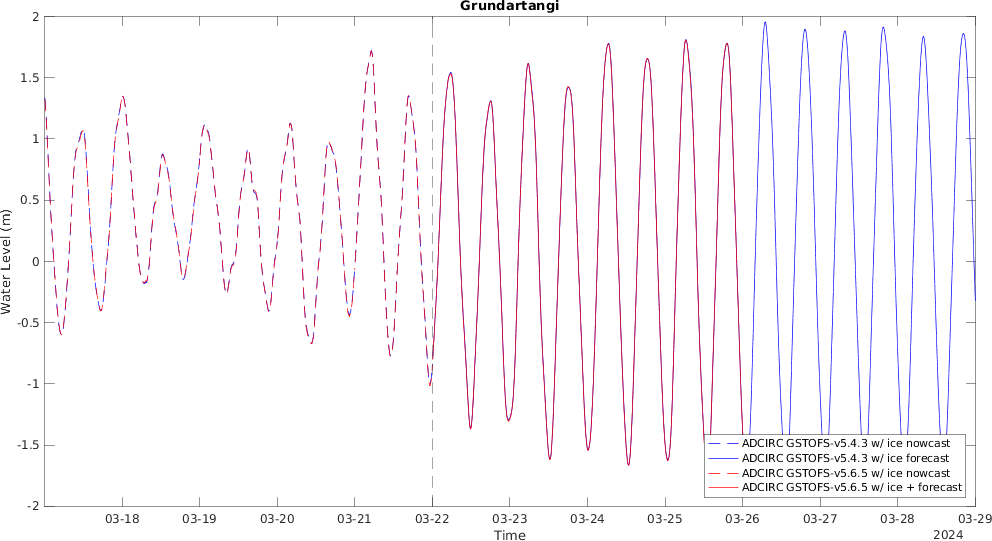 Grundartangi
Water Level (m)
2
1.5
1
0.5
0
-0.5
-1
-1.5
-2
ADCIRC GSTOFS-v5.4.3 w/ ice nowcast
ADCIRC GSTOFS-v5.4.3 w/ ice forecast
ADCIRC GSTOFS-v5.6.5 w/ ice nowcast
ADCIRC GSTOFS-v5.6.5 w/ ice + forecast
03-18 03-19 03-20 03-21 03-22 03-23 03-24 03-25 03-26 03-27 03-28 03-29
Time
2024